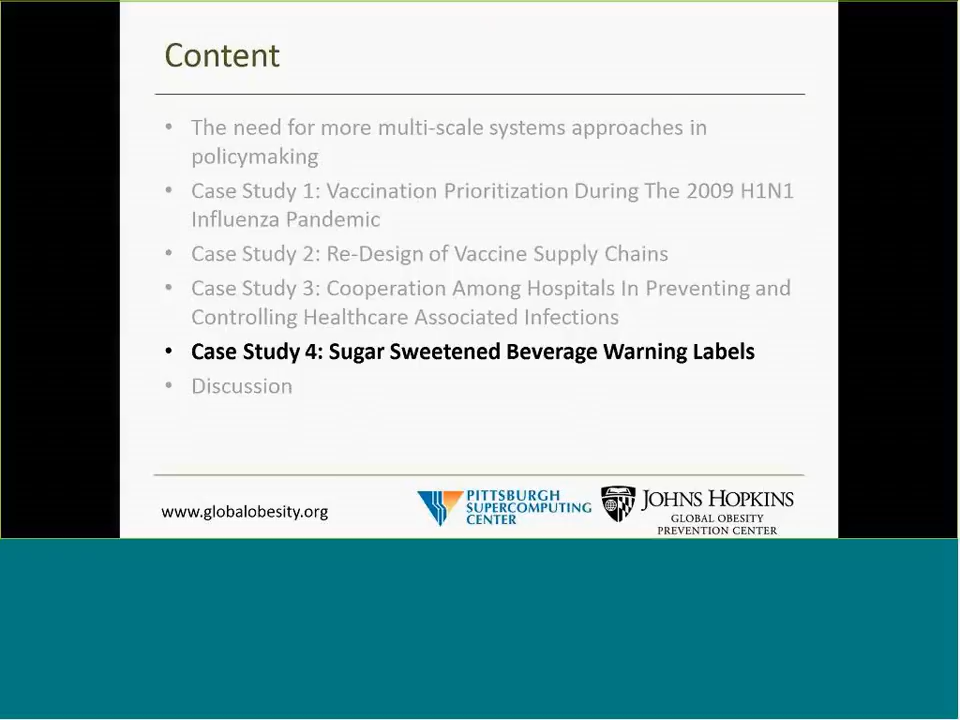 Content
• The need for more multi-scale systems approaches in
policymaking
• Case Study 1: Vaccination Prioritization During The 2009 H1N1
Influenza Pandemic
• Case Study 2: Re-Design of Vaccine Supply Chains
• Case Study 3: Cooperation Among Hospitals In Preventing and
Controlling Healthcare Associated Infections
• Case Study 4: Sugar Sweetened Beverage Warning Labels
• Discussion
www.globalobesity.org
PITTSBURGH
SUPERCOMPUTING
CENTER
JOHNS HOPKINS
GLOBAL OBESITY
PREVENTION CENTER